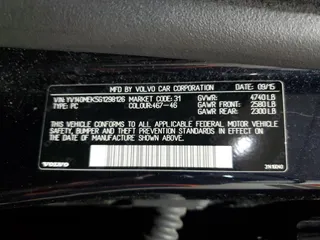 MFD BY VOLVO CAR CORPORATION DATE: 09/15
VIN: YV140MEK5G1298126 MARKET CODE: 31 GVWR: 4740 LB
TYPE: PC COLOUR: 467-46 GAWR FRONT: 2580 LB
GAWR REAR: 2300 LB
THIS VEHICLE CONFORMS TO ALL APPLICABLE FEDERAL MOTOR VEHICLE
SAFETY, BUMPER AND THEFT PREVENTION STANDARDS IN EFFECT ON
THE DATE OF MANUFACTURE SHOWN ABOVE.
VOLVO